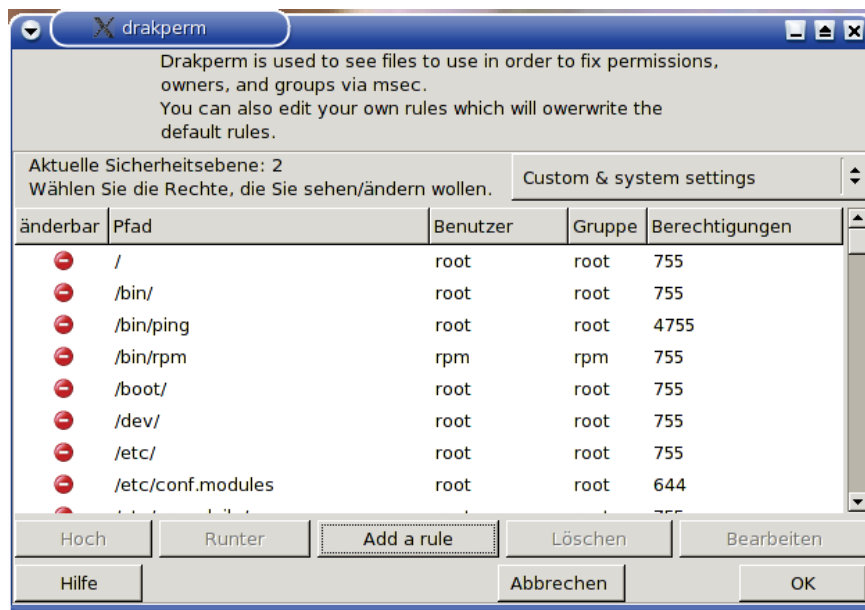 drakperm
Drakperm is used to see files to use in order to fix permissions,
owners, and groups via msec.
You can also edit your own rules which will owerwrite the
default rules.
Aktuelle Sicherheitsebene: 2
Wählen Sie die Rechte, die Sie sehen/ändern wollen.
Custom & system settings
änderbar Pfad Benutzer Gruppe Berechtigungen
/ root root 755
/bin/ root root 755
/bin/ping root root 4755
/bin/rpm rpm rpm 755
/boot/ root root 755
/dev/ root root 755
/etc/ root root 755
/etc/conf.modules root root 644
Hoch Runter Add a rule Löschen Bearbeiten
Hilfe Abbrechen OK